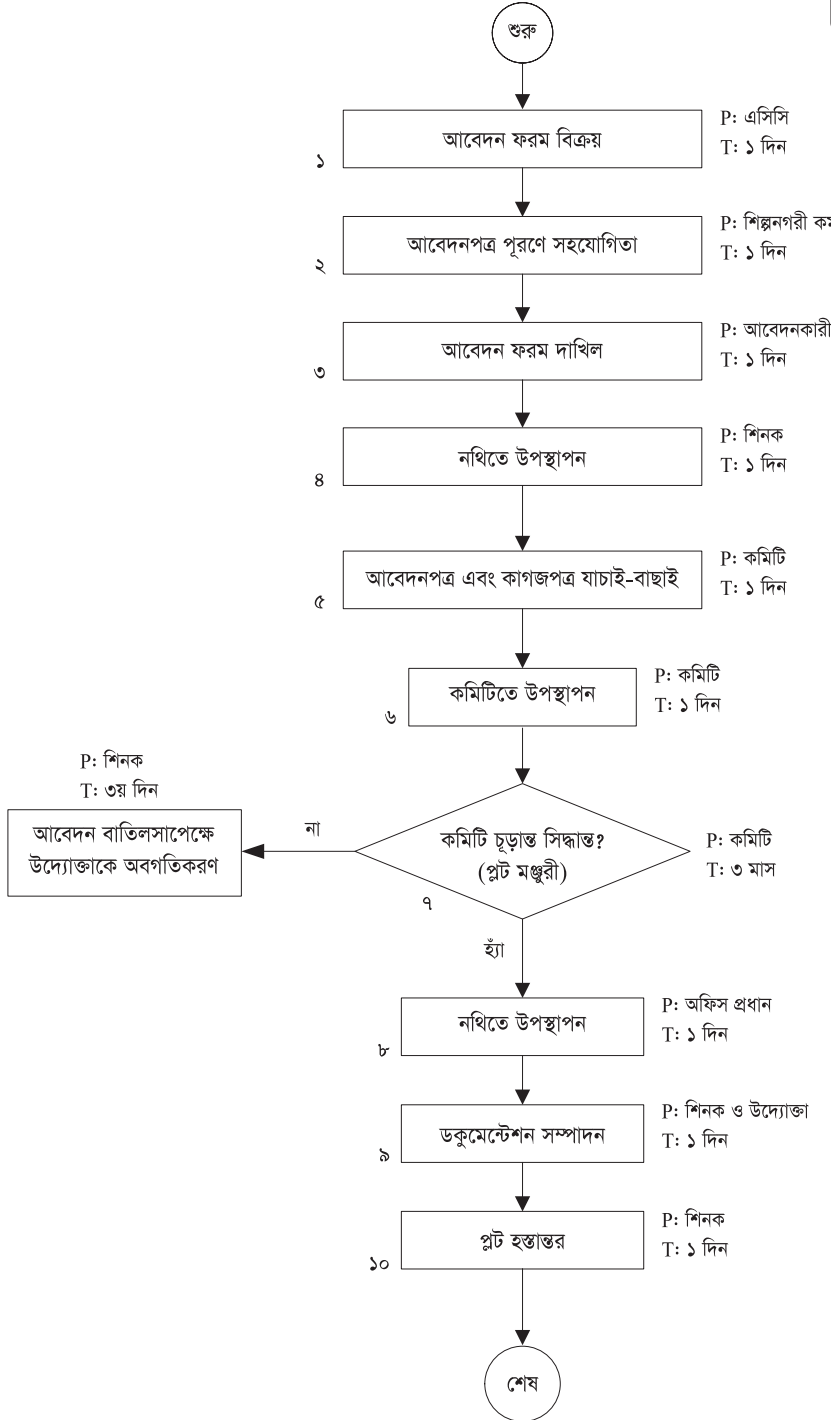 শুরু
আবেদন ফরম বিক্রয়
P: এসিসি
T: ১ দিন
১
আবেদনপত্র পূরণে সহযোগিতা
P: শিল্পনগরী
T: ১ দিন
২
আবেদন ফরম দাখিল
P: আবেদনকারী
T: ১ দিন
৩
নথিতে উপস্থাপন
P: শিনক
T: ১ দিন
৪
আবেদনপত্র এবং কাগজপত্র যাচাই-বাছাই
P: কমিটি
T: ১ দিন
৫
কমিটিতে উপস্থাপন
P: কমিটি
T: ১ দিন
৬
P: শিনক
T: ৩য় দিন
আবেদন বাতিলসাপেক্ষে
উদ্যোক্তাকে অবগতিকরণ
না
কমিটি চূড়ান্ত সিদ্ধান্ত?
(প্লট মঞ্জুরী)
P: কমিটি
T: ৩ মাস
৭
হ্যাঁ
নথিতে উপস্থাপন
P: অফিস প্রধান
T: ১ দিন
৮
ডকুমেন্টেশন সম্পাদন
P: শিনক ও উদ্যোক্তা
T: ১ দিন
৯
প্লট হস্তান্তর
P: শিনক
T: ১ দিন
১০
শেষ